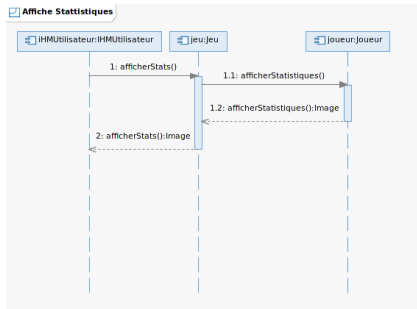 Affiche Stattistiques
iHMUtilisateur:IHMUtilisateur
jeu:Jeu
joueur:Joueur
1: afficherStats()
1.1: afficherStatistiques()
1.2: afficherStatistiques():Image
2: afficherStats():Image